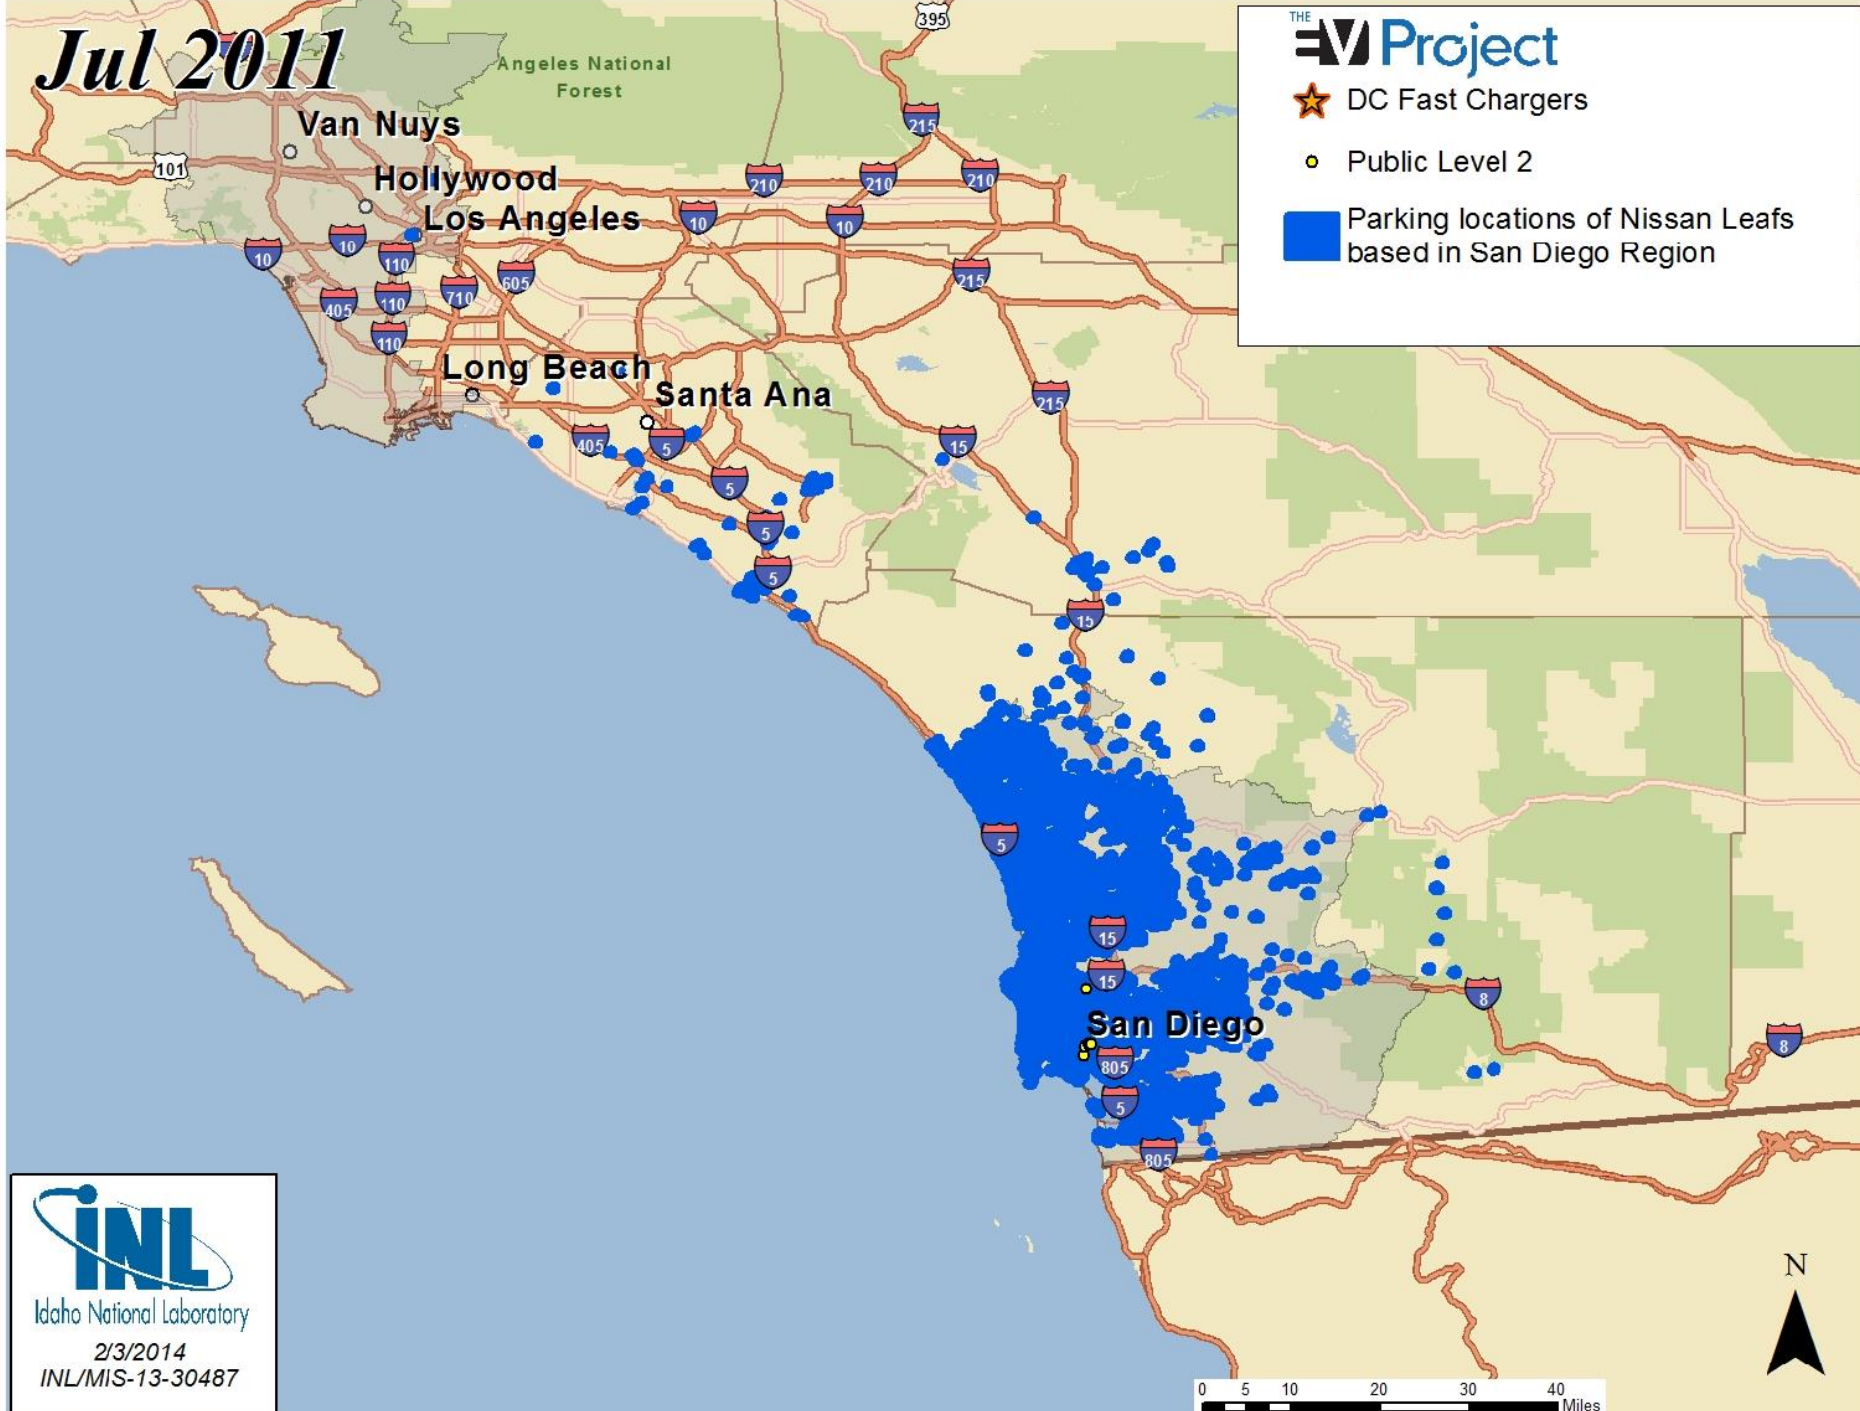 Jul 2011
395
Angeles National
Forest
THE
EV Project
DC Fast Chargers
Public Level 2
Parking locations of Nissan Leafs
based in San Diego Region
215
Van Nuys
101
Hollywood
210
210
210
Los Angeles
10
10
10
10
110
215
605
710
110
405
110
Long Beach
Santa Ana
215
405
5
15
5
5
5
15
5
15
15
8
San Diego
8
805
5
805
INL
Idaho National Laboratory
2/3/2014
INL/MIS-13-30487
N
0 5 10 20 30 40
Miles